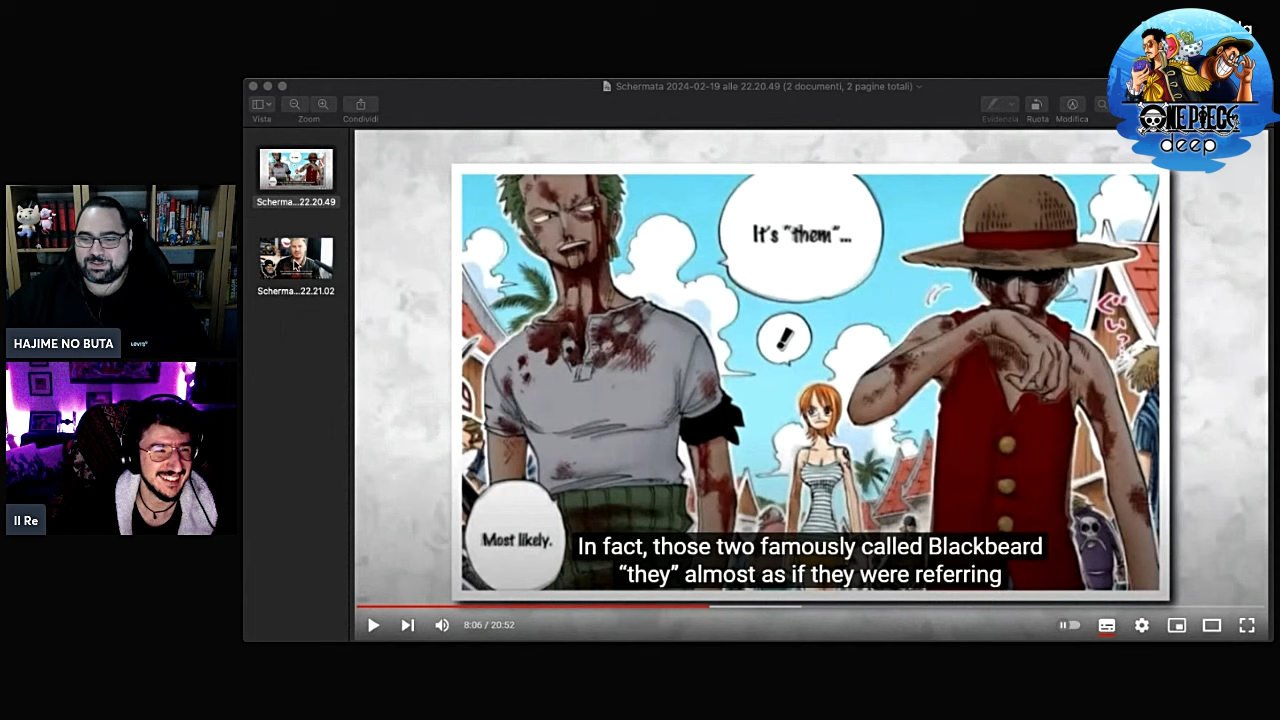 Schermata 2024-02-19 alle 22.20.49 (2 documenti, 2 pagine totali)
Vista
Zoom
Condividi
Evidenzia
Ruota
Modifica
ONE PIECE
deep
Scherma...22.20.49
Scherma...22.21.02
HAJIME NO BUTA
Il Re
It's "them"...
!
ぐい?
Most likely.
In fact, those two famously called Blackbeard
“they” almost as if they were referring
8:06 / 20:52